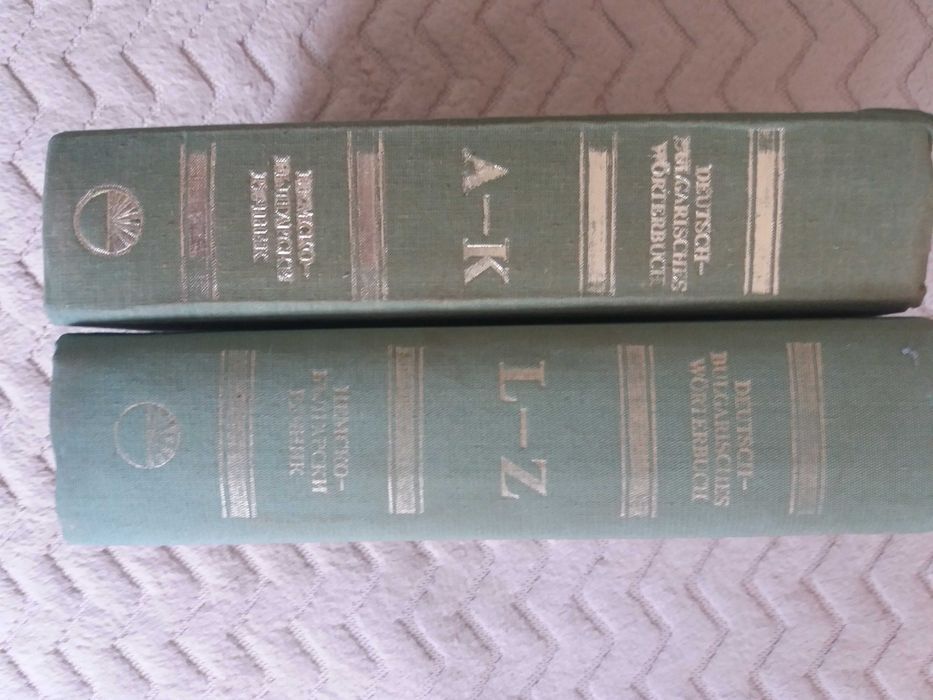 DEUTSCH–
BULGARISCHES
WÖRTERBUCH
A–K
НЕМСКО–
БЪЛГАРСКИ
РЕЧНИК
DEUTSCH–
BULGARISCHES
WÖRTERBUCH
L–Z
НЕМСКО–
БЪЛГАРСКИ
РЕЧНИК